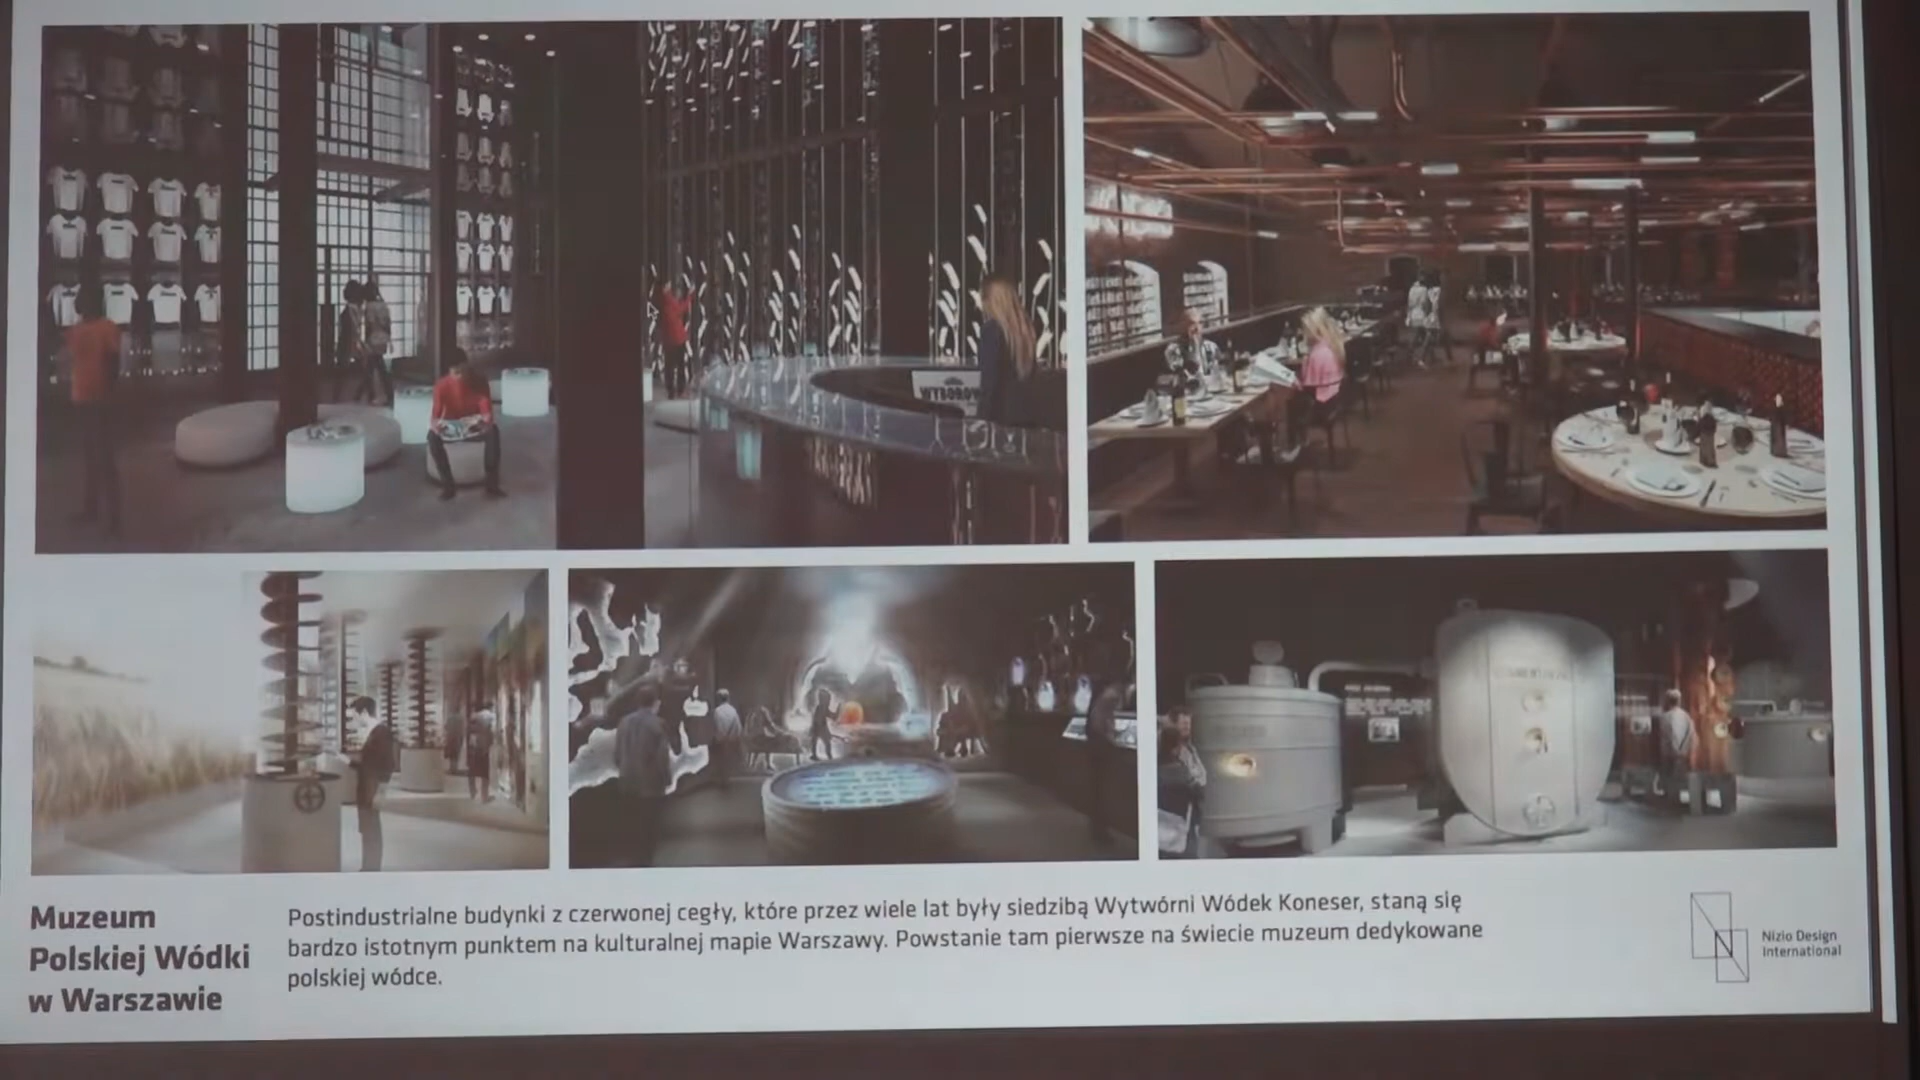 WYBOROW
Muzeum
Polskiej Wódki
w Warszawie
Postindustrialne budynki z czerwonej cegły, które przez wiele lat były siedzibą Wytwórni Wódek Koneser, staną się
bardzo istotnym punktem na kulturalnej mapie Warszawy. Powstanie tam pierwsze na świecie muzeum dedykowane
polskiej wódce.
Nizio Design
International